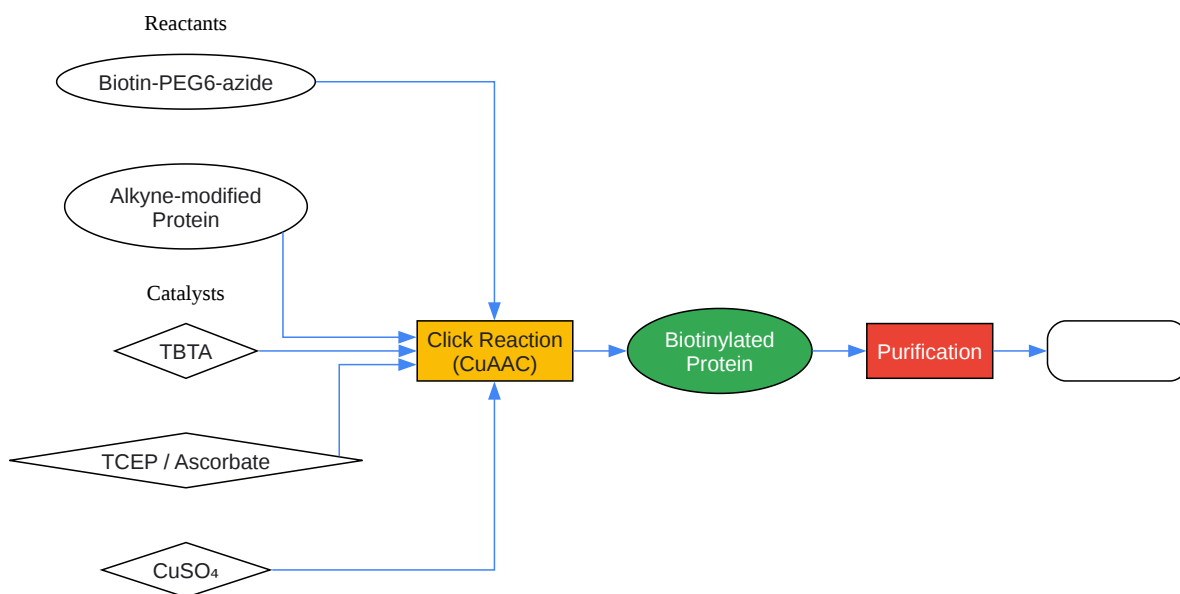 Reactants
Biotin-PEG6-azide
Alkyne-modified
Protein
Catalysts
TBTA
TCEP / Ascorbate
CuSO₄
Click Reaction
(CuAAC)
Biotinylated
Protein
Purification